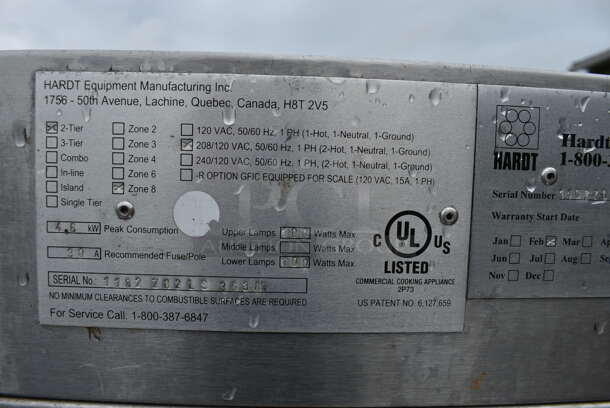 HARDT Equipment Manufacturing Inc.
1756 - 50th Avenue, Lachine, Quebec, Canada, H8T 2V5
2-Tier
3-Tier
Combo
In-line
Island
Single Tier
Zone 2
Zone 3
Zone 4
Zone 6
Zone 8
120 VAC, 50/60 Hz. 1 PH (1-Hot, 1-Neutral, 1-Ground)
208/120 VAC, 50/60 Hz. 1 PH, (2-Hot, 1-Neutral, 1-Ground)
240/120 VAC, 50/60 Hz. 1 PH, (2-Hot, 1-Neutral, 1-Ground)
-R OPTION GFIC EQUIPPED FOR SCALE (120 VAC, 15A, 1 PH)
kW Peak Consumption
30 A Recommended Fuse/Pole
Upper Lamps Watts Max
Middle Lamps Watts Max
Lower Lamps Watts Max
SERIAL No.:
NO MINIMUM CLEARANCES TO COMBUSTIBLE SURFACES ARE REQUIRED
For Service Call: 1-800-387-6847
C UL US
LISTED
COMMERCIAL COOKING APPLIANCE
2P73
US PATENT NO. 6,127,659
HARDT
Hardt
1-800-
Serial Number
Warranty Start Date
Jan Feb Mar Ap
Jun Jul Aug Se
Nov Dec